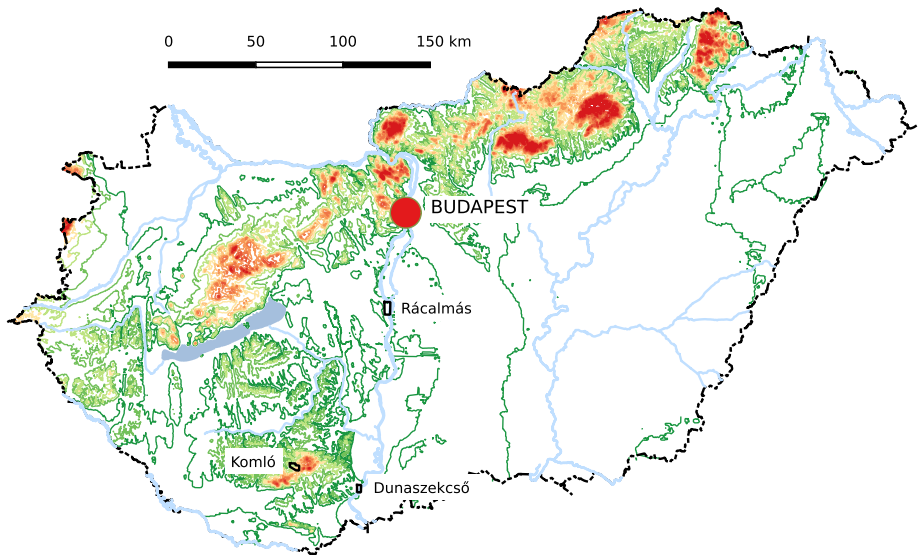 0 50 100 150 km
BUDAPEST
Rácalmás
Komló
Dunaszekcső